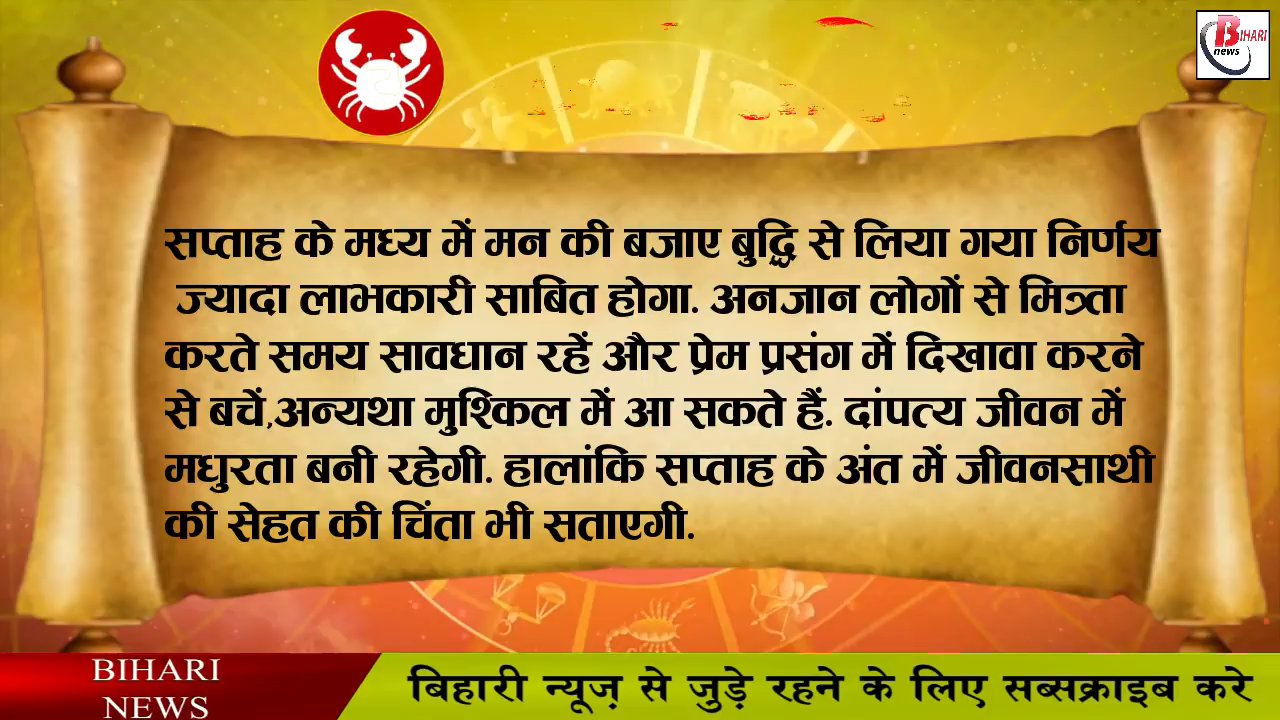 BIHARI
news
सप्ताह के मध्य में मन की बजाए बुद्धि से लिया गया निर्णय
ज्यादा लाभकारी साबित होगा. अनजान लोगों से मित्रता
करते समय सावधान रहें और प्रेम प्रसंग में दिखावा करने
से बचें,अन्यथा मुश्किल में आ सकते हैं. दांपत्य जीवन में
मधुरता बनी रहेगी. हालांकि सप्ताह के अंत में जीवनसाथी
की सेहत की चिंता भी सताएगी.
BIHARI
NEWS
बिहारी न्यूज़ से जुड़े रहने के लिए सब्सक्राइब करे